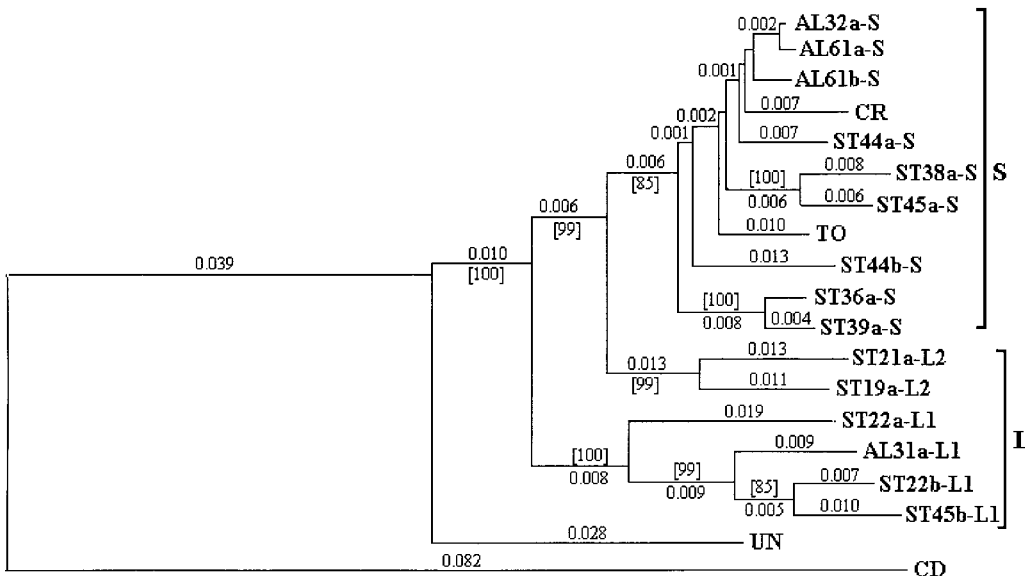 0.002 AL32a-S
AL61a-S
0.001 AL61b-S
0.007 CR
0.002
0.001 0.007 ST44a-S
0.006 [100] 0.008 ST38a-S S
[85] 0.006 0.006 ST45a-S
0.006 0.010 TO
[99]
0.010 0.013 ST44b-S
0.039 [100]
[100] ST36a-S
0.008 0.004 ST39a-S
0.013 0.013 ST21a-L2
[99] 0.011 ST19a-L2
0.019 ST22a-L1
L
[100] 0.009 AL31a-L1
0.008 [99] 0.007 ST22b-L1
0.009 [85]
0.005 0.010 ST45b-L1
0.028 UN
0.082 CD